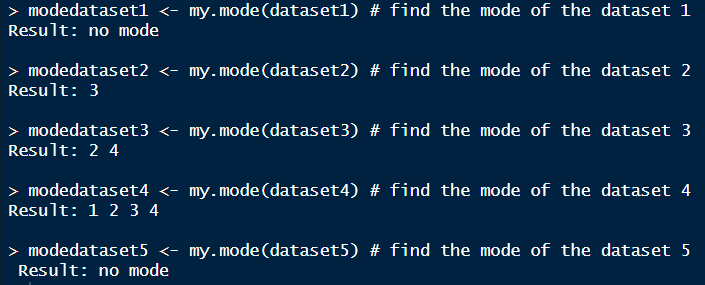 > modedataset1 <- my.mode(dataset1) # find the mode of the dataset 1
Result: no mode
> modedataset2 <- my.mode(dataset2) # find the mode of the dataset 2
Result: 3
> modedataset3 <- my.mode(dataset3) # find the mode of the dataset 3
Result: 2 4
> modedataset4 <- my.mode(dataset4) # find the mode of the dataset 4
Result: 1 2 3 4
> modedataset5 <- my.mode(dataset5) # find the mode of the dataset 5
 Result: no mode